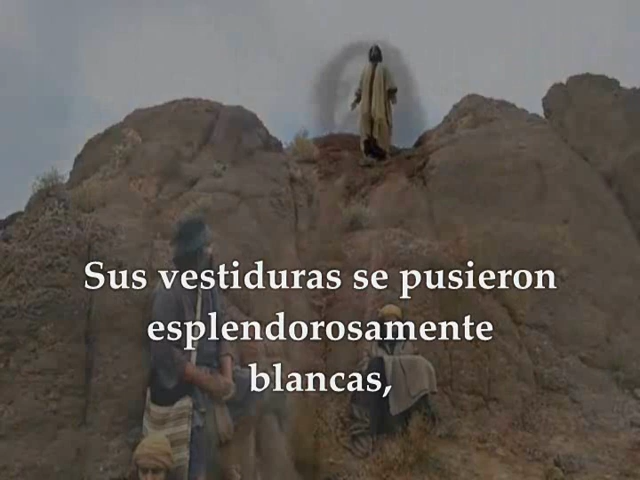 Sus vestiduras se pusieron
esplendorosamente
blancas,